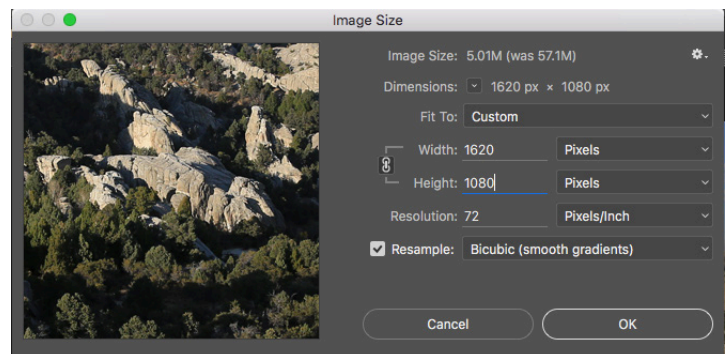 Image Size
Image Size: 5.01M (was 57.1M)
Dimensions: 1620 px × 1080 px
Fit To: Custom
Width: 1620 Pixels
Height: 1080 Pixels
Resolution: 72 Pixels/Inch
Resample: Bicubic (smooth gradients)
Cancel OK